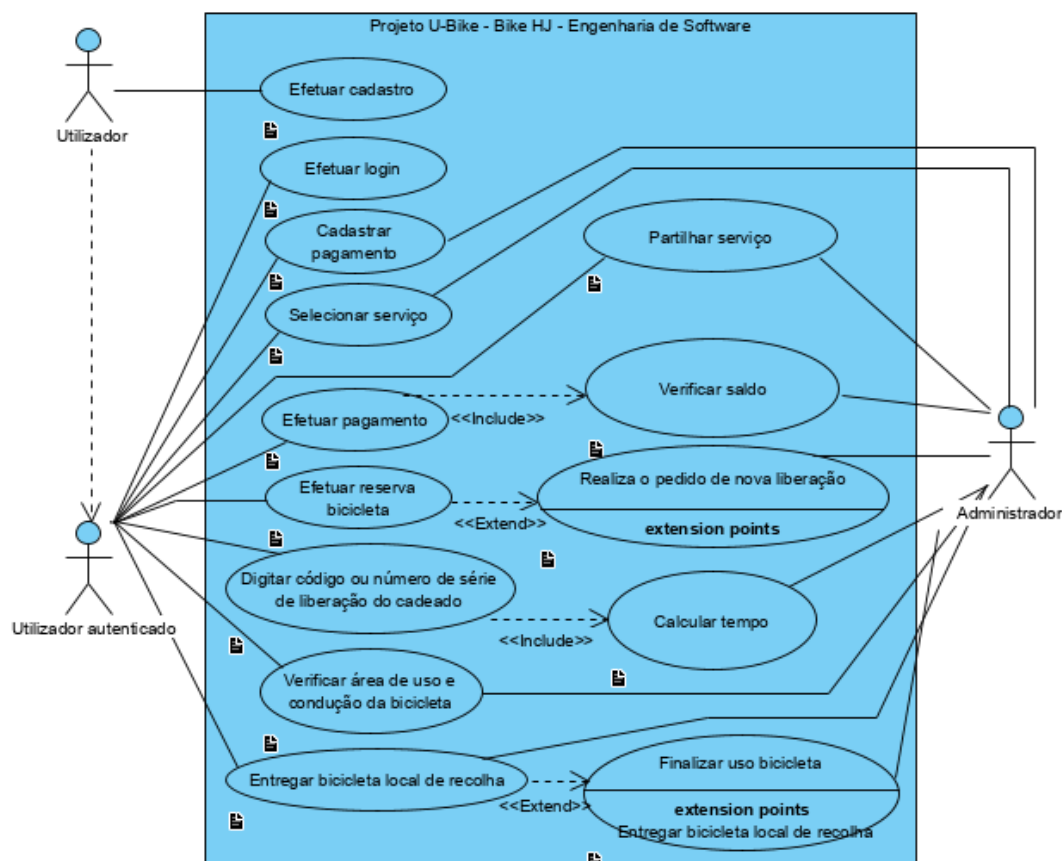 Projeto U-Bike - Bike HJ - Engenharia de Software
Utilizador
Efetuar cadastro
Efetuar login
Cadastrar
pagamento
Partilhar serviço
Selecionar serviço
Efetuar pagamento
<<Include>>
Verificar saldo
Efetuar reserva
bicicleta
<<Extend>>
Realiza o pedido de nova liberação
extension points
Administrador
Utilizador autenticado
Digitar código ou número de série
de liberação do cadeado
<<Include>>
Calcular tempo
Verificar área de uso e
condução da bicicleta
Entregar bicicleta local de recolha
<<Extend>>
Finalizar uso bicicleta
extension points
Entregar bicicleta local de recolha